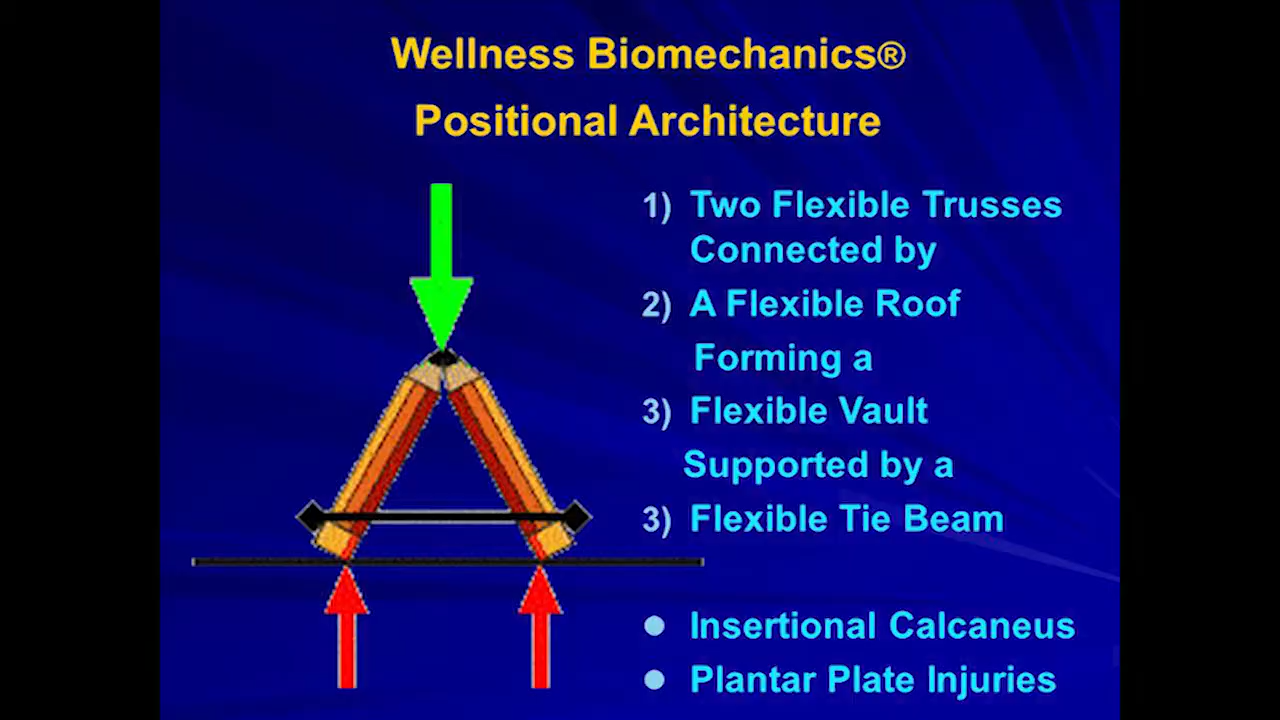 Wellness Biomechanics®
Positional Architecture
1) Two Flexible Trusses
Connected by
2) A Flexible Roof
Forming a
3) Flexible Vault
Supported by a
3) Flexible Tie Beam
● Insertional Calcaneus
● Plantar Plate Injuries